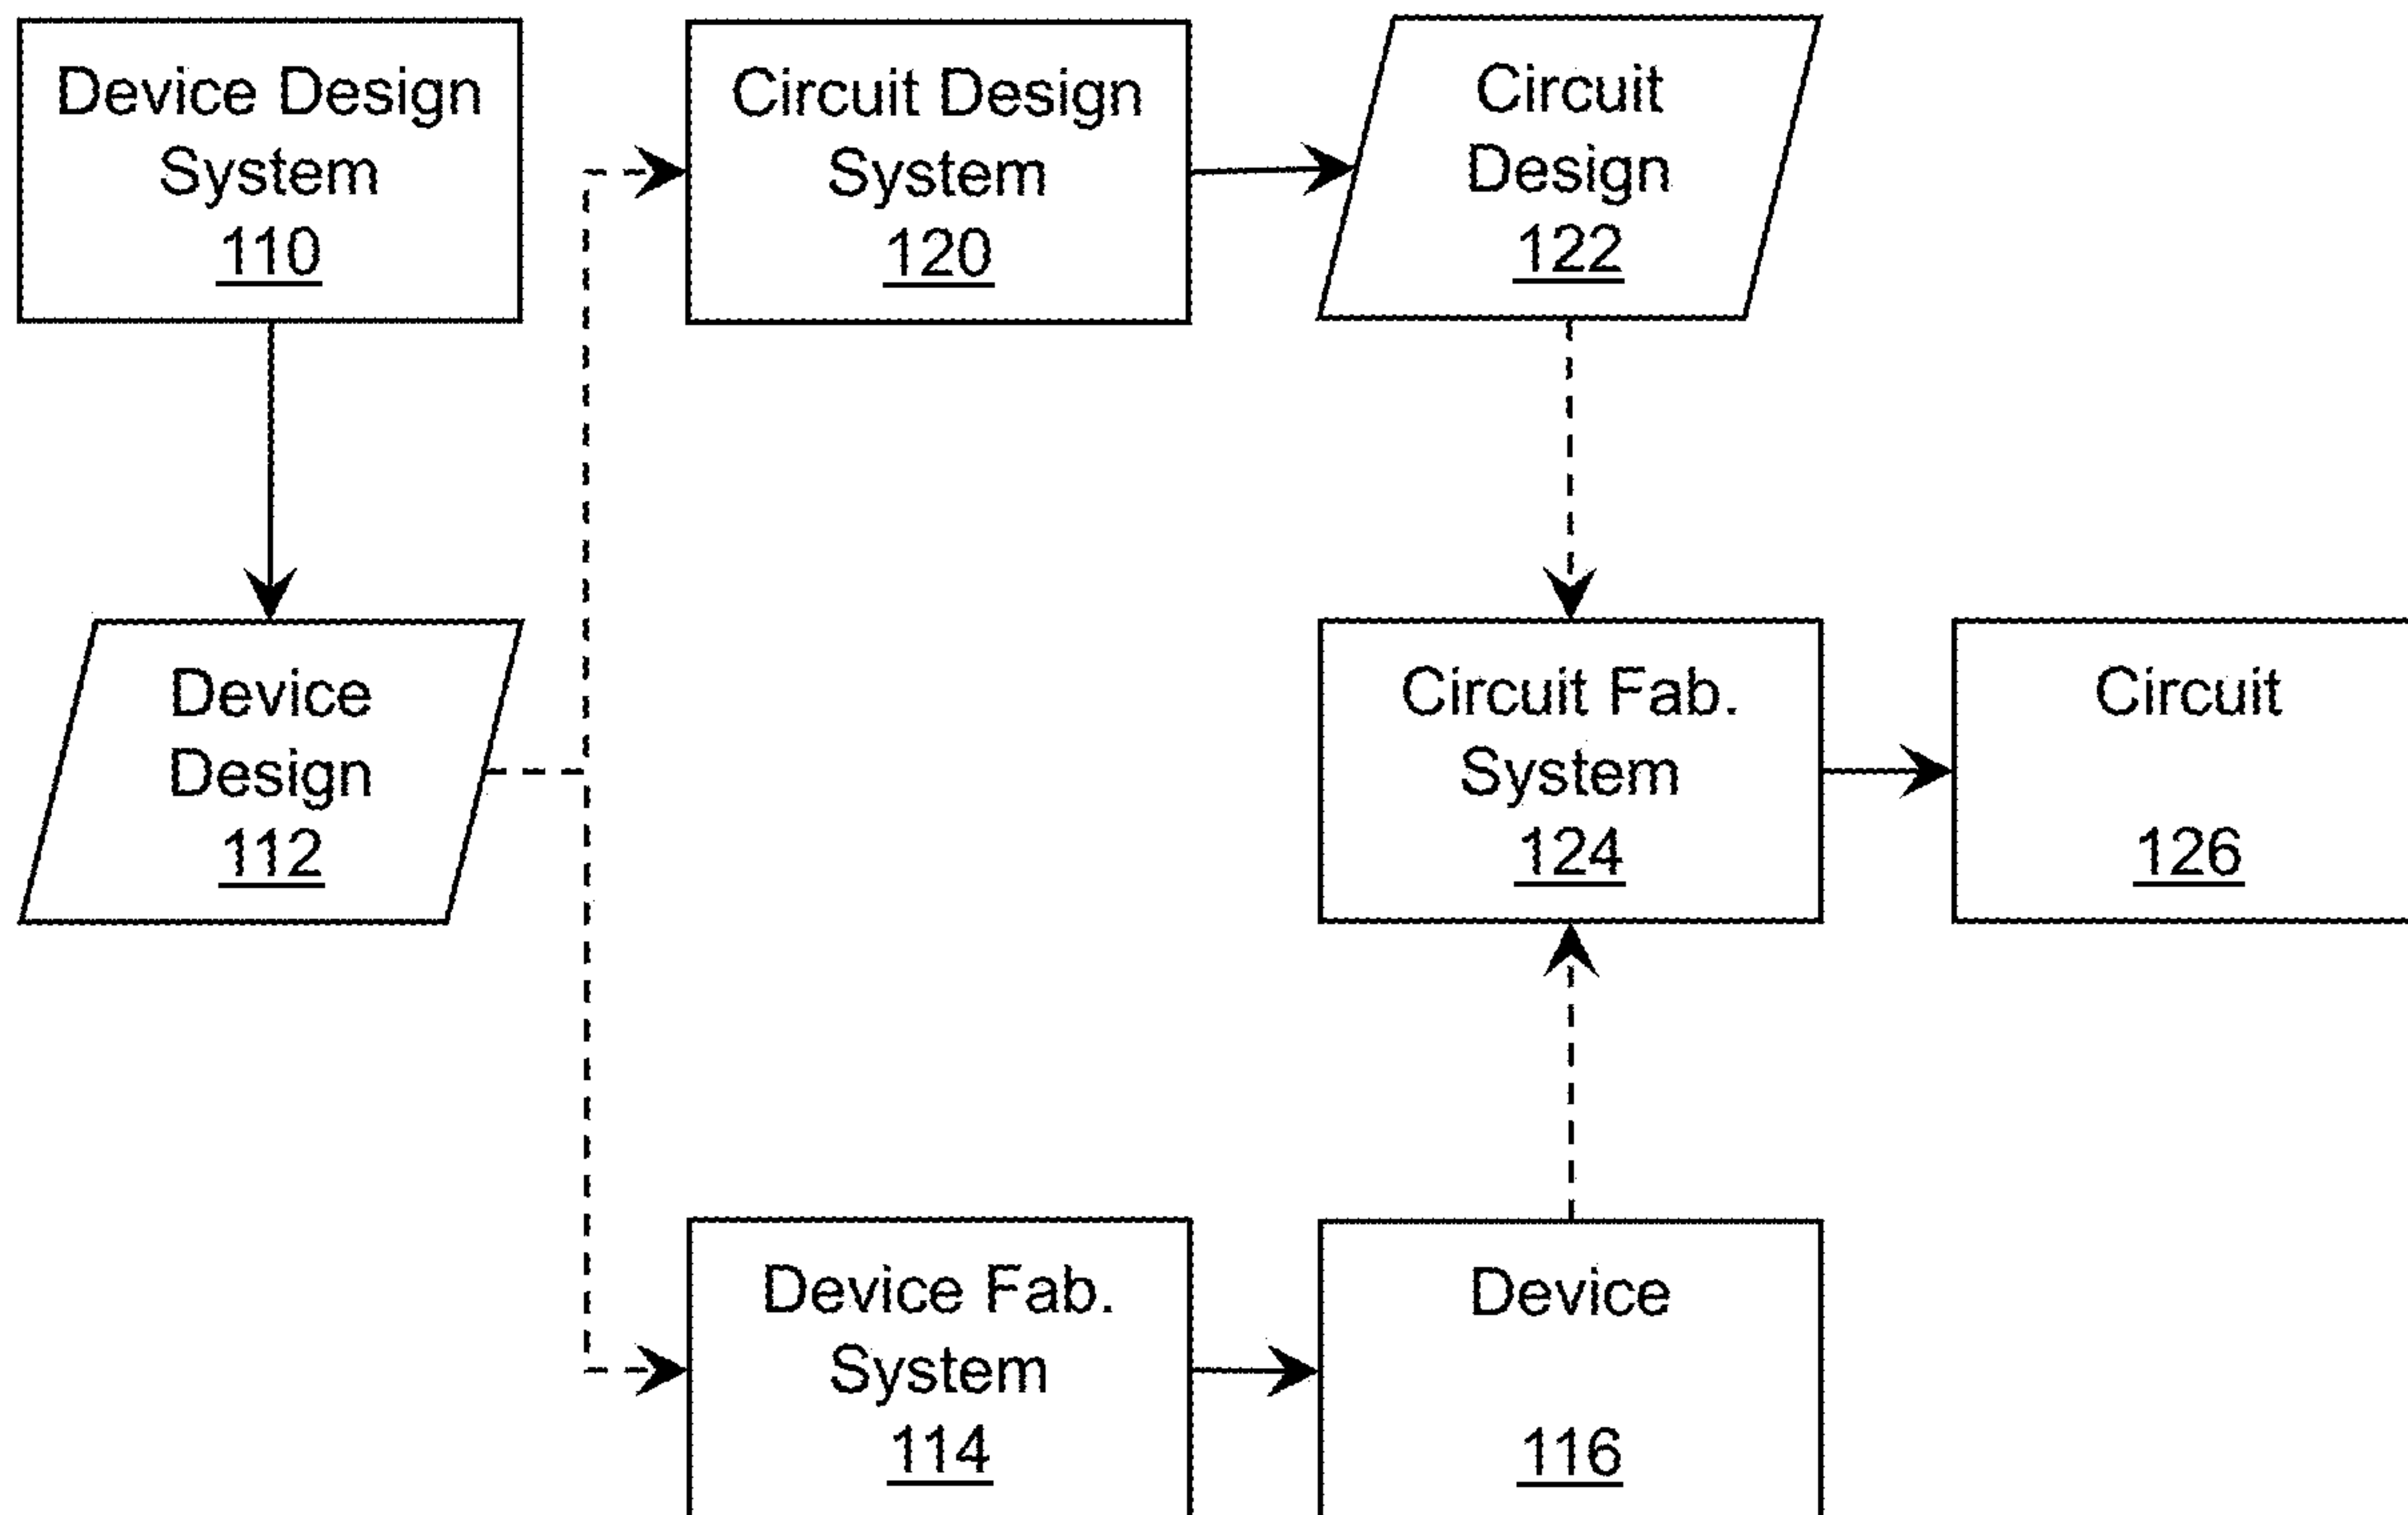 Device Design
System
110
Circuit Design
System
120
Circuit
Design
122
Device
Design
112
Circuit Fab.
System
124
Circuit
126
Device Fab.
System
114
Device
116